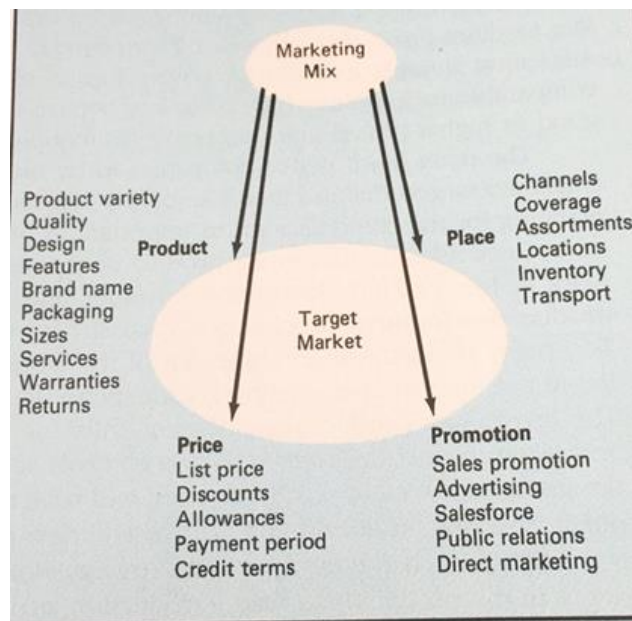 Marketing
Mix
Product variety
Quality
Design
Features
Brand name
Packaging
Sizes
Services
Warranties
Returns
Product
Place
Channels
Coverage
Assortments
Locations
Inventory
Transport
Target
Market
Price
List price
Discounts
Allowances
Payment period
Credit terms
Promotion
Sales promotion
Advertising
Salesforce
Public relations
Direct marketing